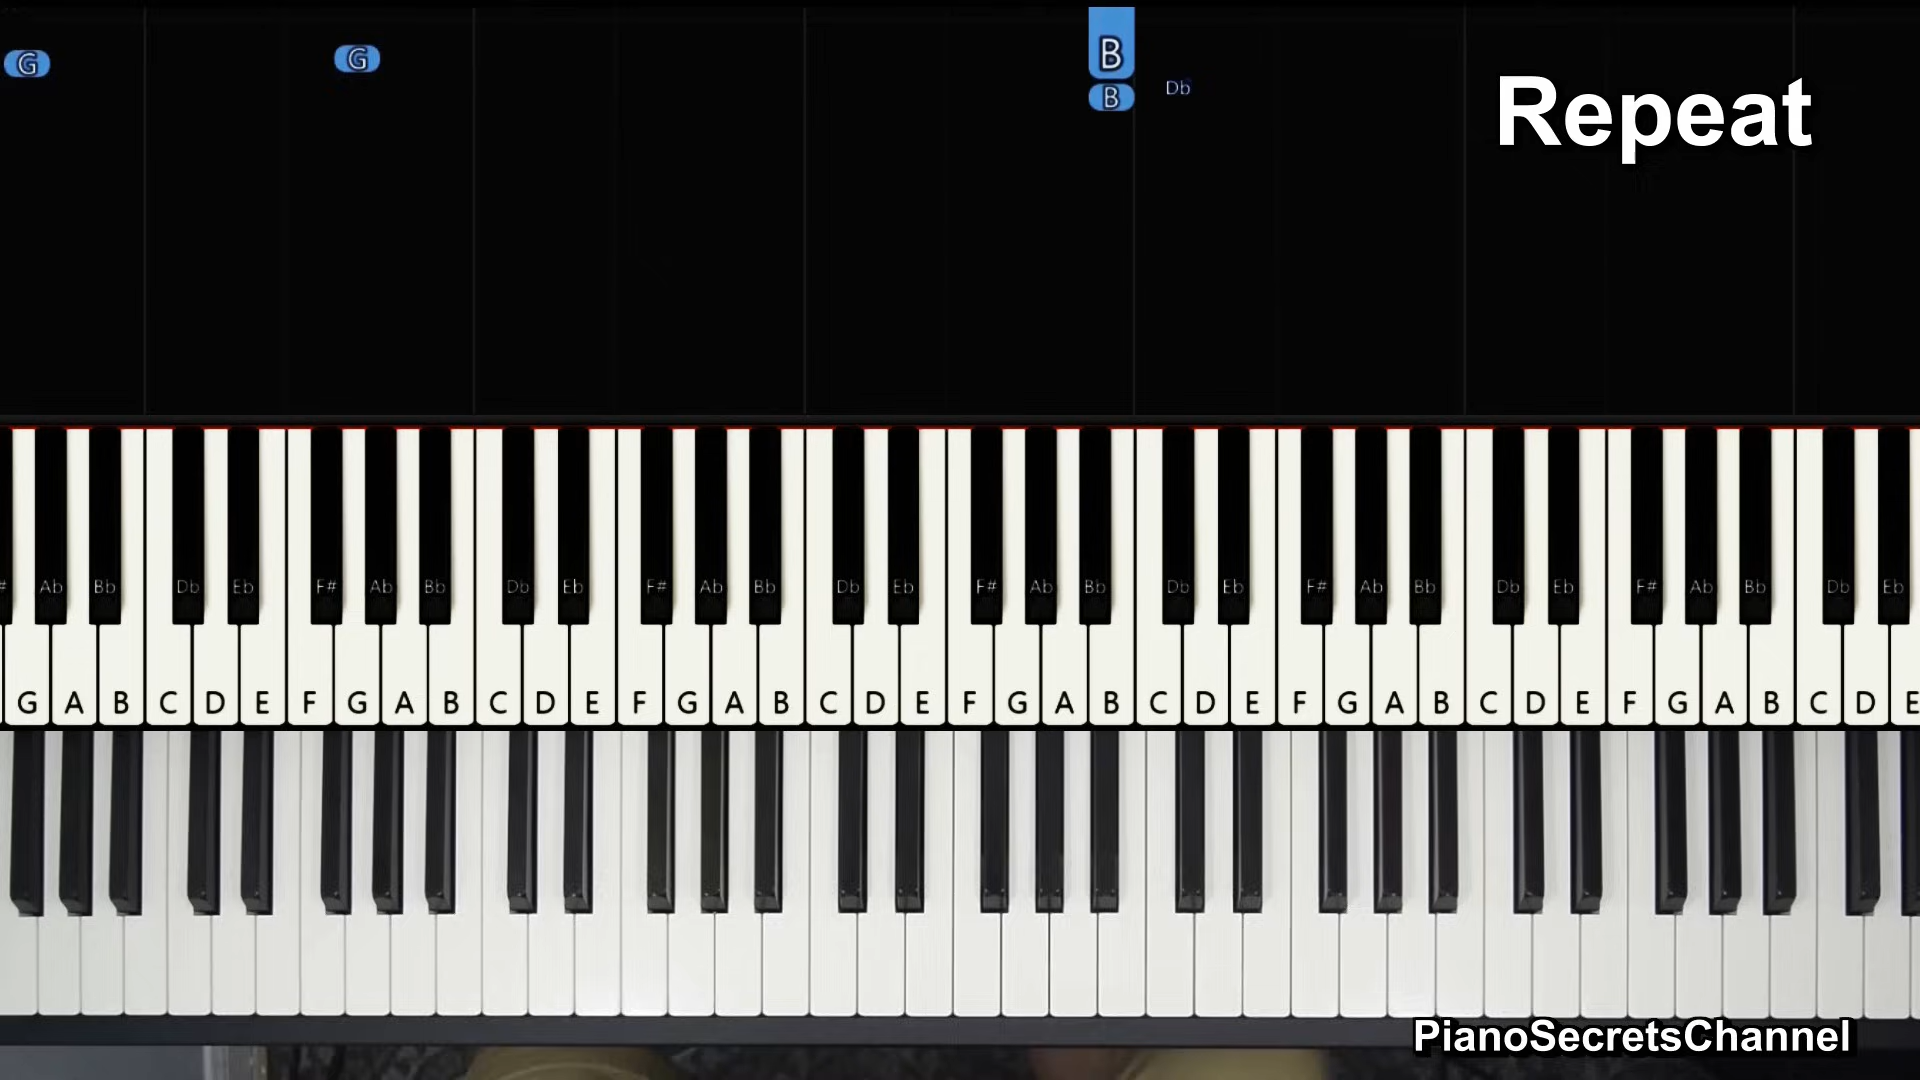 G G B
B Db
Repeat
# Ab Bb Db Eb F# Ab Bb Db Eb F# Ab Bb Db Eb F# Ab Bb Db Eb F# Ab Bb Db Eb F# Ab Bb Db Eb
G A B C D E F G A B C D E F G A B C D E F G A B C D E F G A B C D E F G A B C D E
PianoSecretsChannel